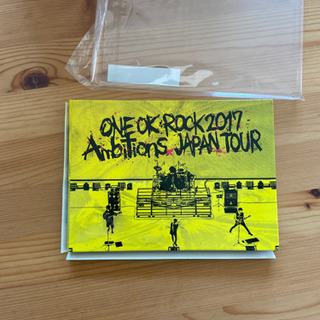 ONE OK ROCK 2017
Ambitions JAPAN TOUR